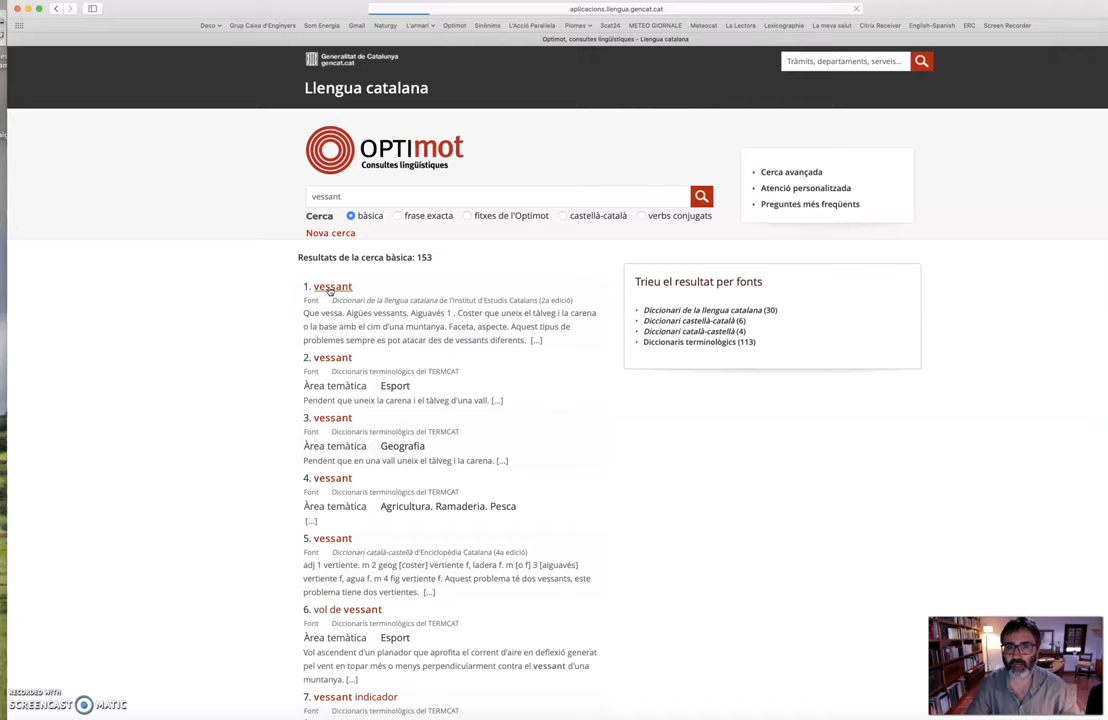 aplicacions.llengua.gencat.cat
Deco Grup Caixa d'Enginyers Som Energia Gmail Naturgy L'armari Optimot Sinònims L'Acció Paral·lela Piomes Scat24 METEO GIORNALE Meteocat La Lectora Lexicographie La meva salut Citrix Receiver English-Spanish ERC Screen Recorder
Optimot, consultes lingüístiques - Llengua catalana
Generalitat de Catalunya
gencat.cat
Tràmits, departaments, serveis...
Llengua catalana
OPTIMOT
Consultes lingüístiques
Cerca avançada
Atenció personalitzada
Preguntes més freqüents
vessant
Cerca bàsica frase exacta fitxes de l'Optimot castellà-català verbs conjugats
Nova cerca
Resultats de la cerca bàsica: 153
1. vessant
Font Diccionari de la llengua catalana de l'Institut d'Estudis Catalans (2a edició)
Que vessa. Aigües vessants. Aiguavés 1 . Coster que uneix el tàlveg i la carena
o la base amb el cim d'una muntanya. Faceta, aspecte. Aquest tipus de
problemes sempre es pot atacar des de vessants diferents. [...]
2. vessant
Font Diccionaris terminològics del TERMCAT
Àrea temàtica Esport
Pendent que uneix la carena i el tàlveg d'una vall. [...]
3. vessant
Font Diccionaris terminològics del TERMCAT
Àrea temàtica Geografia
Pendent que en una vall uneix el tàlveg i la carena. [...]
4. vessant
Font Diccionaris terminològics del TERMCAT
Àrea temàtica Agricultura. Ramaderia. Pesca
[...]
5. vessant
Font Diccionari català-castellà d'Enciclopèdia Catalana (4a edició)
adj 1 vertiente. m 2 geog [coster] vertiente f, ladera f. m [o f] 3 [aiguavés]
vertiente f, agua f. m 4 fig vertiente f. Aquest problema té dos vessants, este
problema tiene dos vertientes. [...]
6. vol de vessant
Font Diccionaris terminològics del TERMCAT
Àrea temàtica Esport
Vol ascendent d'un planador que aprofita el corrent d'aire en deflexió generat
pel vent en topar més o menys perpendicularment contra el vessant d'una
muntanya. [...]
7. vessant indicador
Font Diccionaris terminològics del TERMCAT
Trieu el resultat per fonts
Diccionari de la llengua catalana (30)
Diccionari castellà-català (6)
Diccionari català-castellà (4)
Diccionaris terminològics (113)
RECORDED WITH
SCREENCAST MATIC